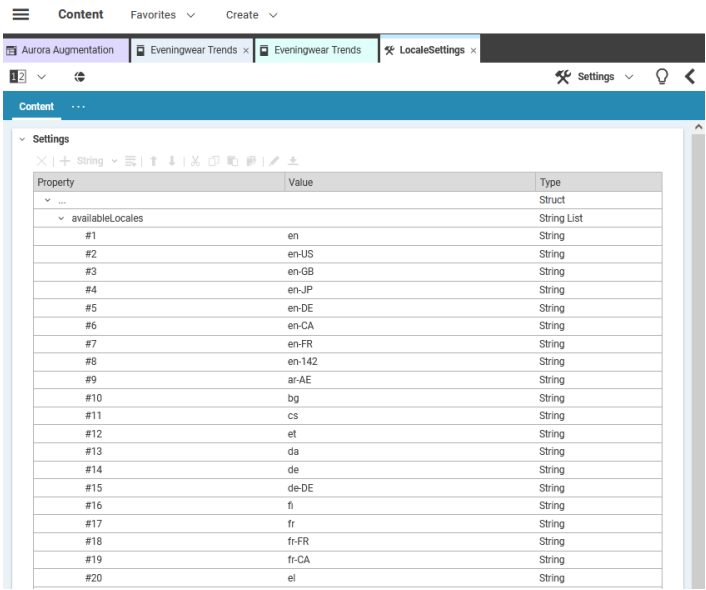 Content Favorites Create
Aurora Augmentation Eveningwear Trends × Eveningwear Trends LocaleSettings ×
12 Settings
Content ...
Settings
String
Property Value Type
... Struct
availableLocales String List
#1 en String
#2 en-US String
#3 en-GB String
#4 en-JP String
#5 en-DE String
#6 en-CA String
#7 en-FR String
#8 en-142 String
#9 ar-AE String
#10 bg String
#11 cs String
#12 et String
#13 da String
#14 de String
#15 de-DE String
#16 fi String
#17 fr String
#18 fr-FR String
#19 fr-CA String
#20 el String